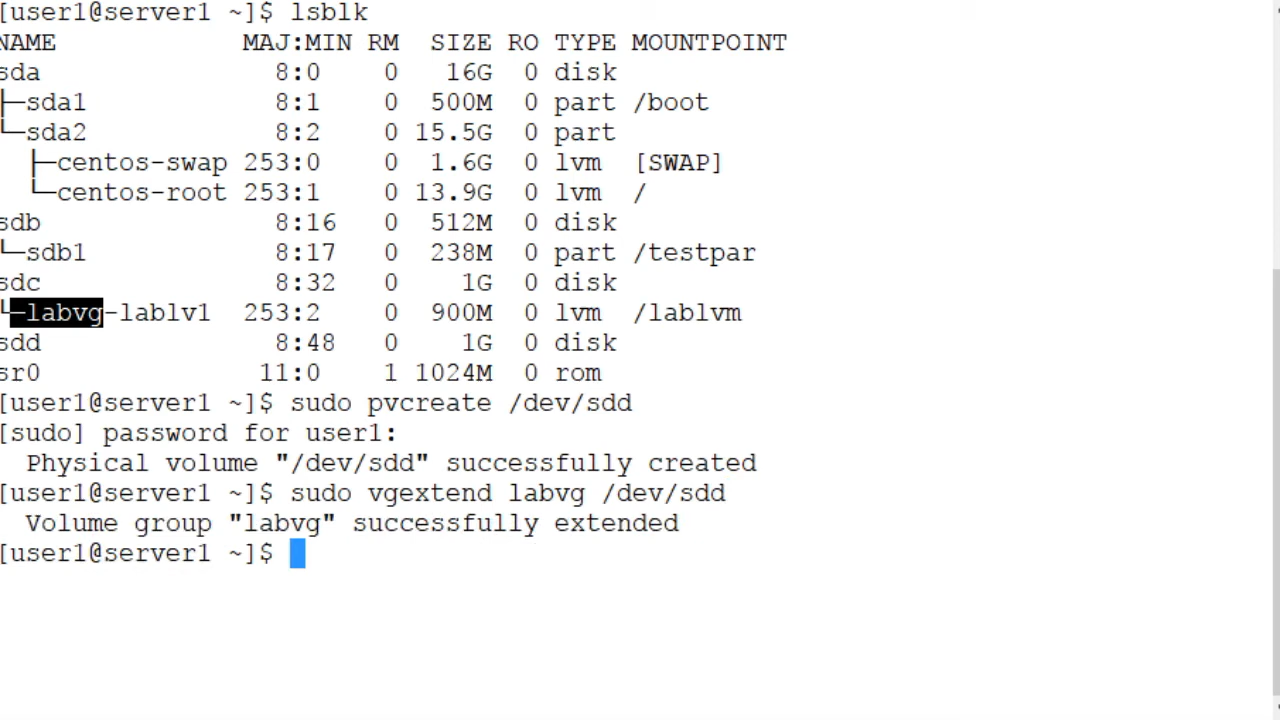 [user1@server1 ~]$ lsblk
NAME            MAJ:MIN RM   SIZE RO TYPE MOUNTPOINT
sda               8:0    0    16G  0 disk
├─sda1            8:1    0   500M  0 part /boot
└─sda2            8:2    0  15.5G  0 part
  ├─centos-swap 253:0    0   1.6G  0 lvm  [SWAP]
  └─centos-root 253:1    0  13.9G  0 lvm  /
sdb               8:16   0   512M  0 disk
└─sdb1            8:17   0   238M  0 part /testpar
sdc               8:32   0     1G  0 disk
└─labvg-lablv1  253:2    0   900M  0 lvm  /lablvm
sdd               8:48   0     1G  0 disk
sr0              11:0    1  1024M  0 rom
[user1@server1 ~]$ sudo pvcreate /dev/sdd
[sudo] password for user1:
  Physical volume "/dev/sdd" successfully created
[user1@server1 ~]$ sudo vgextend labvg /dev/sdd
  Volume group "labvg" successfully extended
[user1@server1 ~]$